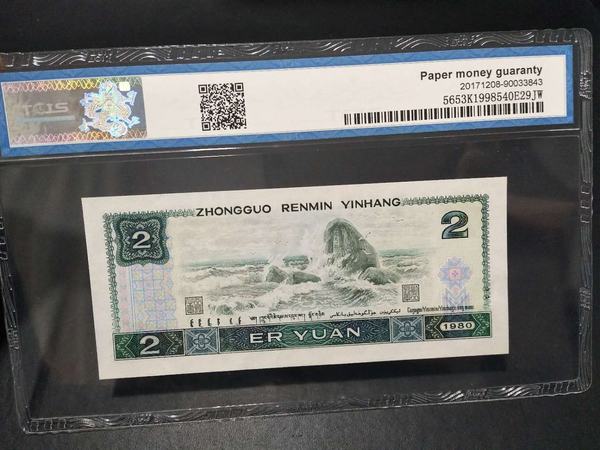 Paper money guaranty
20171208-90033843
5653K1998540E29JW
ZHONGGUO RENMIN YINHANG
2
2
2
ER YUAN
1980